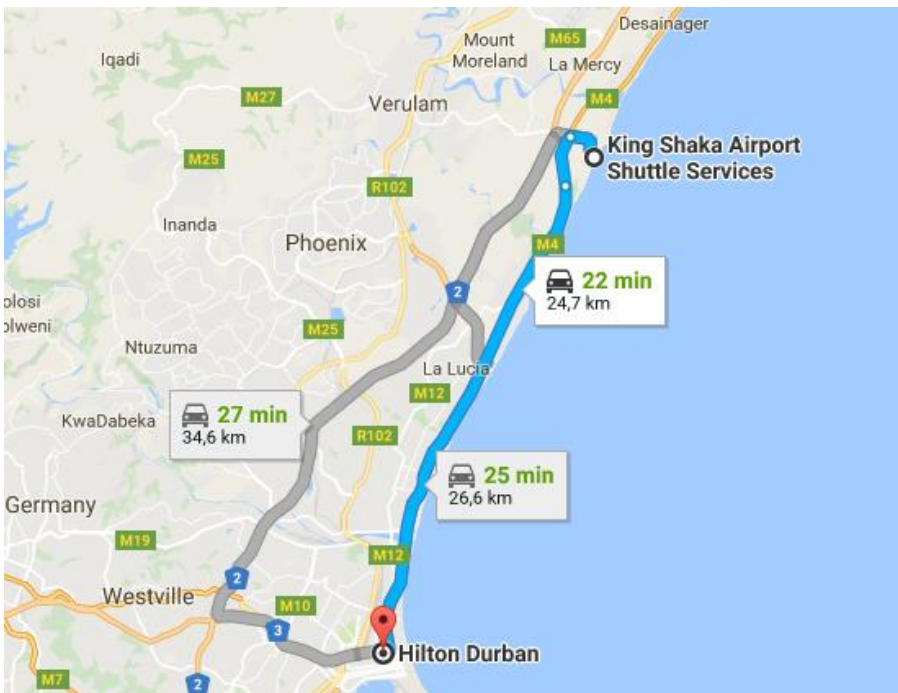 Desainager
M65
Mount
Moreland
La Mercy
Iqadi
M27
Verulam
M4
King Shaka Airport
Shuttle Services
M25
R102
Inanda
Phoenix
M4
22 min
24,7 km
2
olosi
olweni
M25
Ntuzuma
La Lucia
M12
27 min
34,6 km
KwaDabeka
R102
25 min
26,6 km
Germany
M19
M12
2
Westville
M10
3
Hilton Durban
M7
2